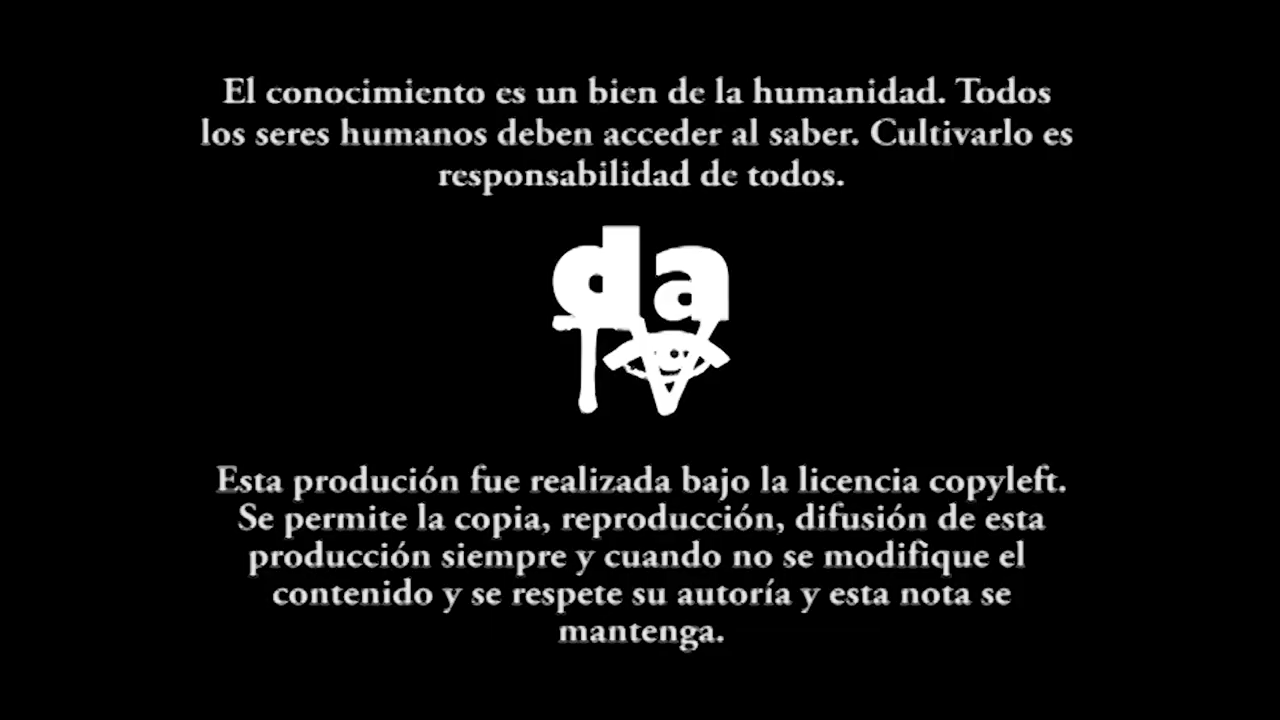 El conocimiento es un bien de la humanidad. Todos
los seres humanos deben acceder al saber. Cultivarlo es
responsabilidad de todos.
da
TV
Esta produción fue realizada bajo la licencia copyleft.
Se permite la copia, reproducción, difusión de esta
producción siempre y cuando no se modifique el
contenido y se respete su autoría y esta nota se
mantenga.